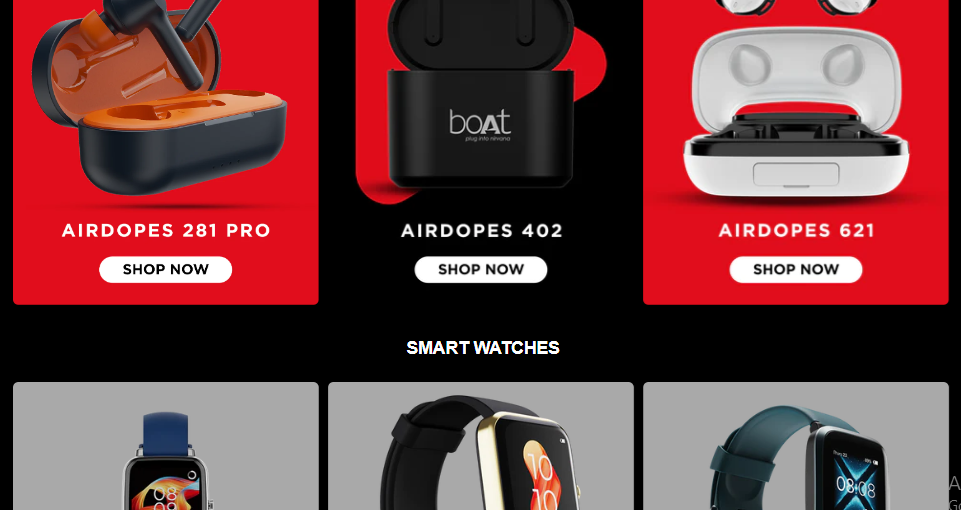 boAt
plug into nirvana
AIRDOPES 281 PRO
AIRDOPES 402
AIRDOPES 621
SHOP NOW
SHOP NOW
SHOP NOW
SMART WATCHES
10
10
08:08